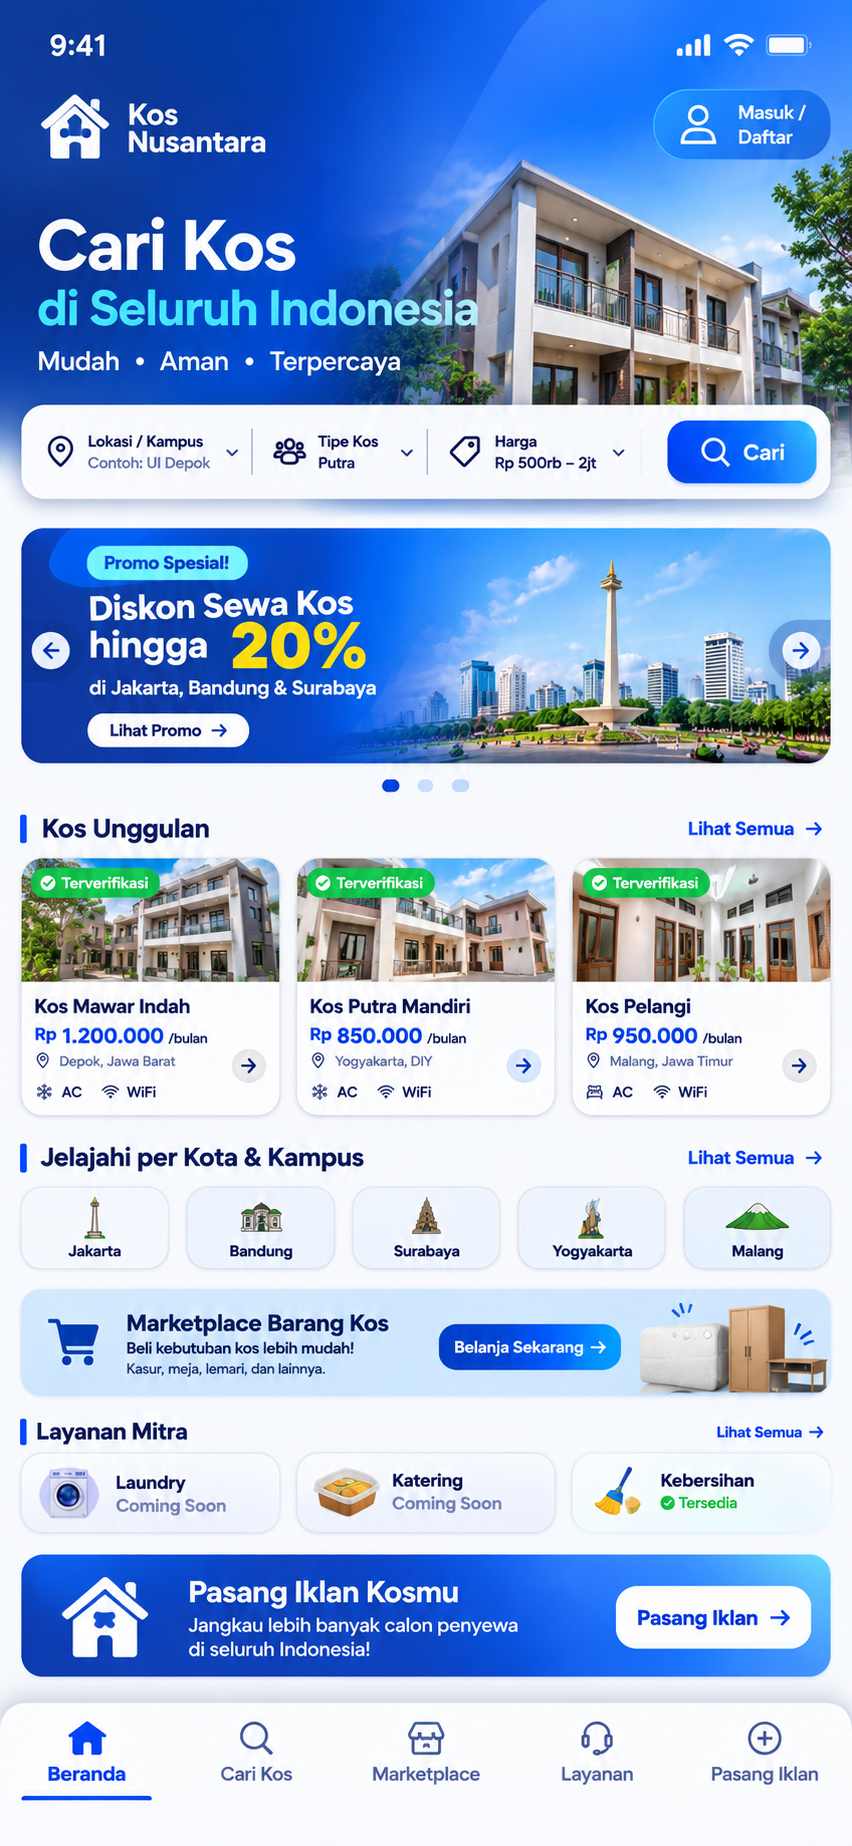 9:41
Kos
Nusantara
Masuk /
Daftar
Cari Kos
di Seluruh Indonesia
Mudah • Aman • Terpercaya
Lokasi / Kampus
Contoh: UI Depok
Tipe Kos
Putra
Harga
Rp 500rb – 2jt
Cari
Promo Spesial!
Diskon Sewa Kos
hingga 20%
di Jakarta, Bandung & Surabaya
Lihat Promo →
Kos Unggulan
Lihat Semua →
Terverifikasi
Kos Mawar Indah
Rp 1.200.000 /bulan
Depok, Jawa Barat
AC WiFi
Terverifikasi
Kos Putra Mandiri
Rp 850.000 /bulan
Yogyakarta, DIY
AC WiFi
Terverifikasi
Kos Pelangi
Rp 950.000 /bulan
Malang, Jawa Timur
AC WiFi
Jelajahi per Kota & Kampus
Lihat Semua →
Jakarta
Bandung
Surabaya
Yogyakarta
Malang
Marketplace Barang Kos
Beli kebutuban kos lebih mudah!
Kasur, meja, lemari, dan lainnya.
Belanja Sekarang →
Layanan Mitra
Lihat Semua →
Laundry
Coming Soon
Katering
Coming Soon
Kebersihan
Tersedia
Pasang Iklan Kosmu
Jangkau lebih banyak calon penyewa
di seluruh Indonesia!
Pasang Iklan →
Beranda
Cari Kos
Marketplace
Layanan
Pasang Iklan